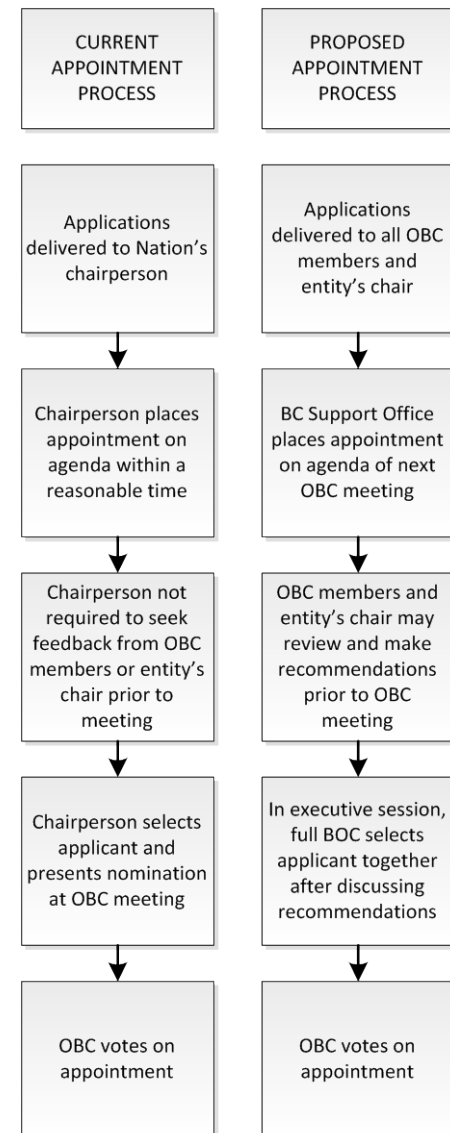 CURRENT
APPOINTMENT
PROCESS
Applications
delivered to Nation's
chairperson
Chairperson places
appointment on
agenda within a
reasonable time
Chairperson not
required to seek
feedback from OBC
members or entity's
chair prior to
meeting
Chairperson selects
applicant and
presents nomination
at OBC meeting
OBC votes on
appointment
PROPOSED
APPOINTMENT
PROCESS
Applications
delivered to all OBC
members and
entity's chair
BC Support Office
places appointment
on agenda of next
OBC meeting
OBC members and
entity's chair may
review and make
recommendations
prior to OBC
meeting
In executive session,
full BOC selects
applicant together
after discussing
recommendations
OBC votes on
appointment